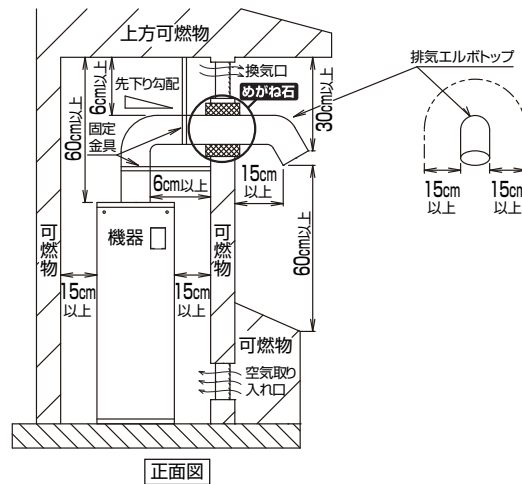 上方可燃物
換気口
めがね石
先下り勾配
6cm以上
60cm以上
固定
金具
30cm以上
排気エルボトップ
6cm以上
15cm
以上
15cm
以上
15cm
以上
機器
可燃物
可燃物
60cm以上
15cm
以上
15cm
以上
可燃物
空気取り
入れ口
正面図